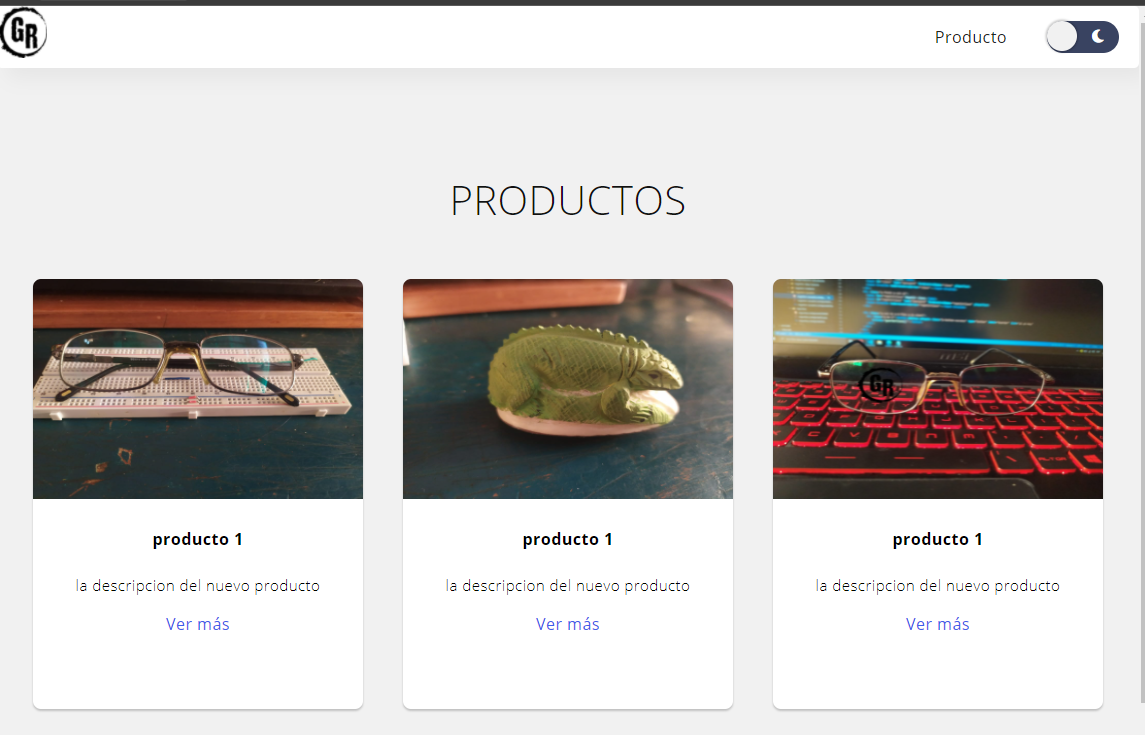 GR
Producto
PRODUCTOS
GR
producto 1
la descripcion del nuevo producto
Ver más
producto 1
la descripcion del nuevo producto
Ver más
producto 1
la descripcion del nuevo producto
Ver más